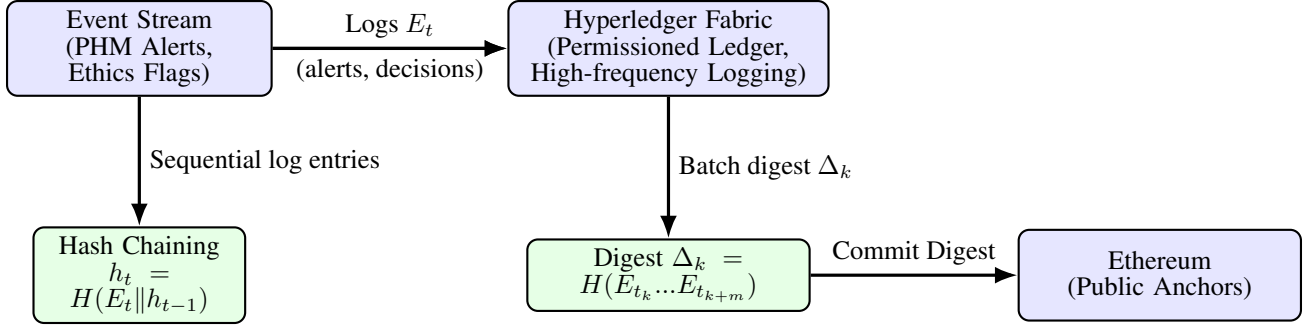 Event Stream
(PHM Alerts,
Ethics Flags)
Logs $E_t$
(alerts, decisions)
Hyperledger Fabric
(Permissioned Ledger,
High-frequency Logging)
Sequential log entries
Batch digest $\Delta_k$
Hash Chaining
$h_t$ =
$H(E_t \| h_{t-1})$
Digest $\Delta_k$ =
$H(E_{t_k} ... E_{t_{k+m}})$
Commit Digest
Ethereum
(Public Anchors)